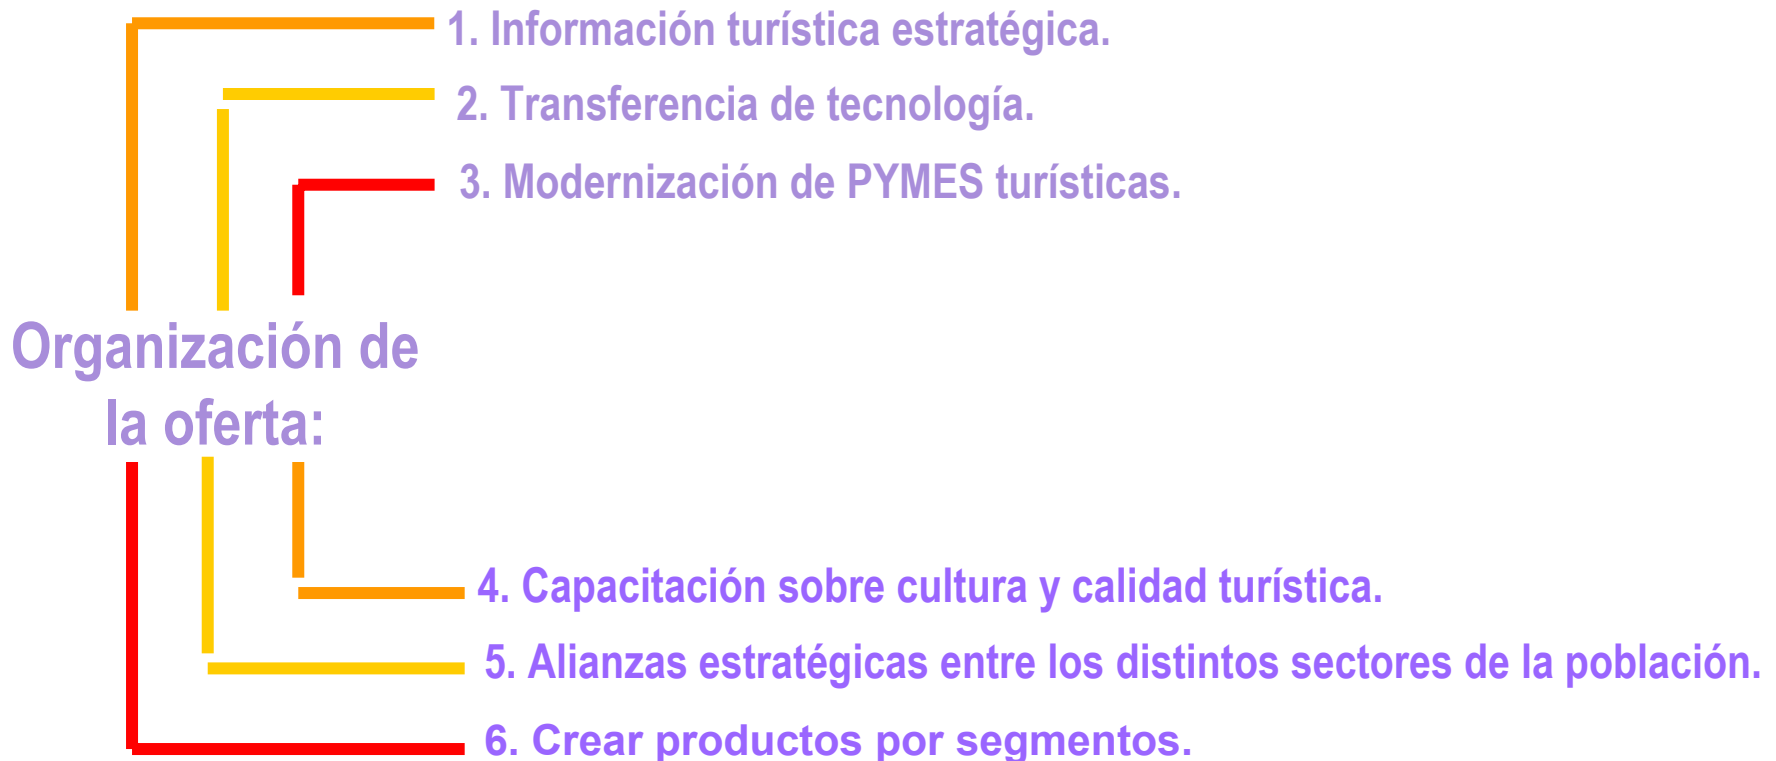 1. Información turística estratégica.
2. Transferencia de tecnología.
3. Modernización de PYMES turísticas.
Organización de
la oferta:
4. Capacitación sobre cultura y calidad turística.
5. Alianzas estratégicas entre los distintos sectores de la población.
6. Crear productos por segmentos.